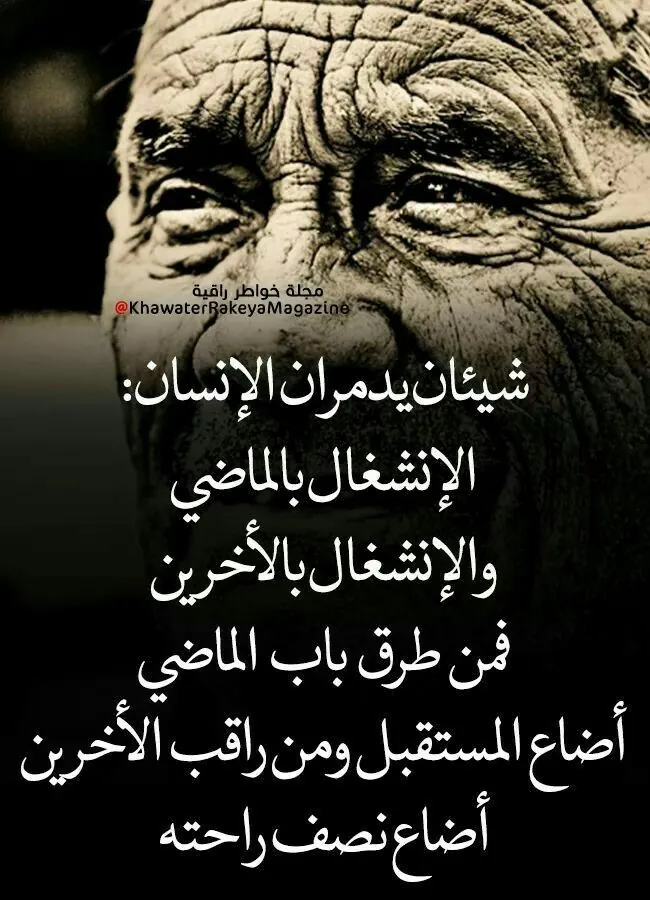 مجلة خواطر راقية
@KhawaterRakeyaMagazine
شيئان يدمران الإنسان:
الإنشغال بالماضي
والإنشغال بالأخرين
فمن طرق باب الماضي
أضاع المستقبل ومن راقب الأخرين
أضاع نصف راحته